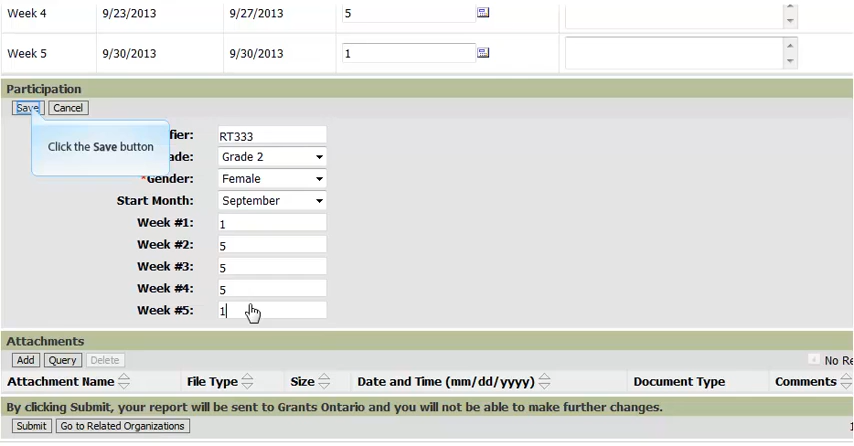 Week 4 9/23/2013 9/27/2013 5
Week 5 9/30/2013 9/30/2013 1
Participation
Save Cancel
Click the Save button
fier: RT333
ade: Grade 2
*Gender: Female
Start Month: September
Week #1: 1
Week #2: 5
Week #3: 5
Week #4: 5
Week #5: 1
Attachments
Add Query Delete No Re
Attachment Name File Type Size Date and Time (mm/dd/yyyy) Document Type Comments
By clicking Submit, your report will be sent to Grants Ontario and you will not be able to make further changes.
Submit Go to Related Organizations 1